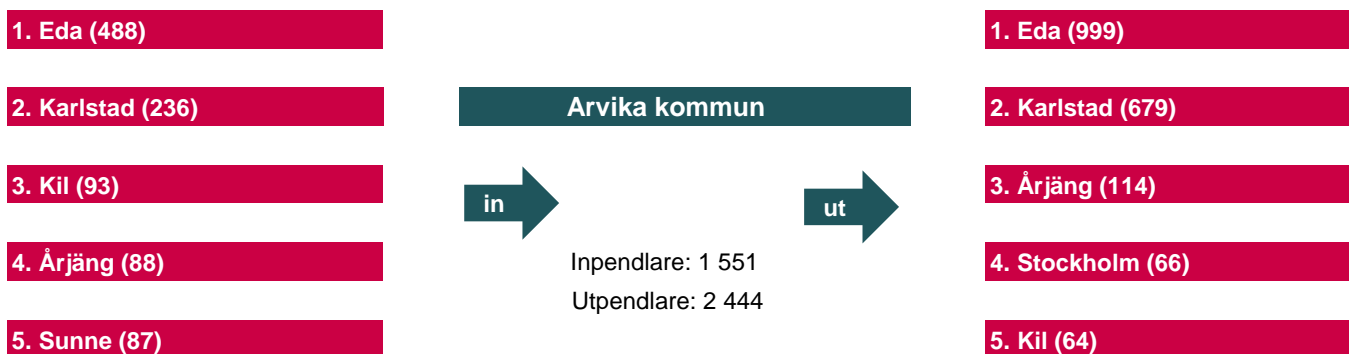 1. Eda (488)
2. Karlstad (236)
3. Kil (93)
4. Årjäng (88)
5. Sunne (87)
Arvika kommun
in
ut
Inpendlare: 1 551
Utpendlare: 2 444
1. Eda (999)
2. Karlstad (679)
3. Årjäng (114)
4. Stockholm (66)
5. Kil (64)